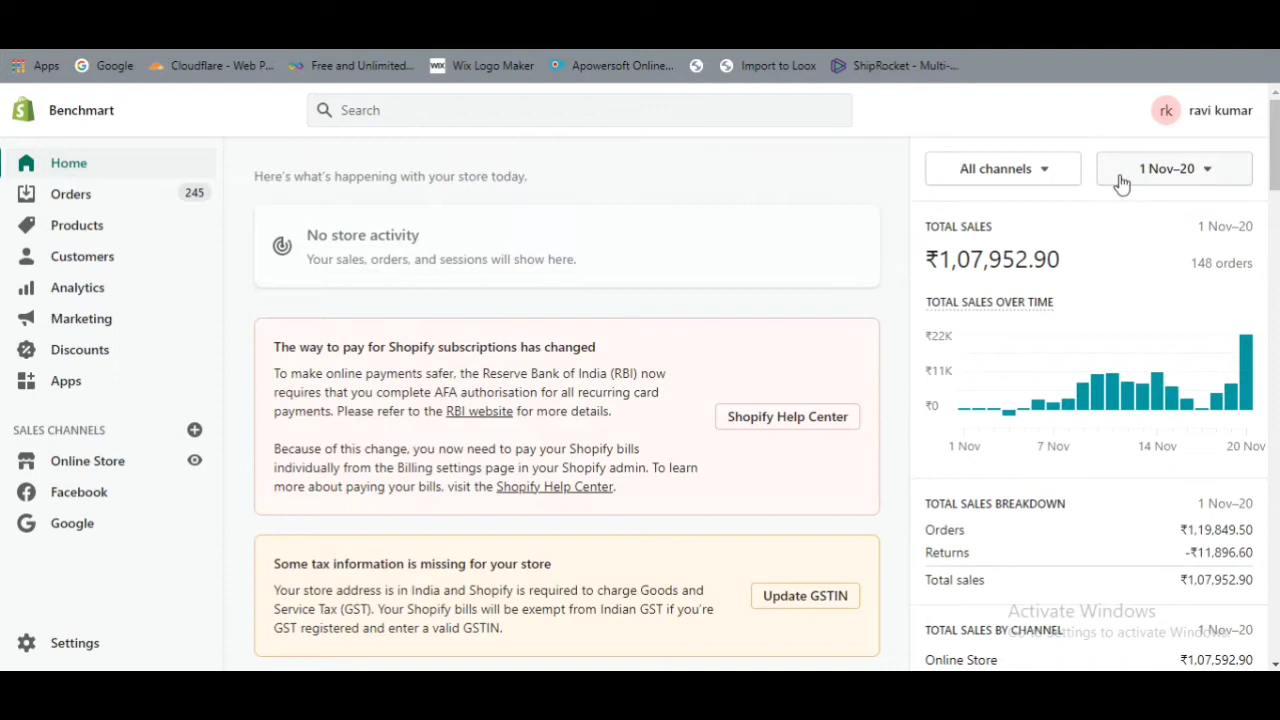 Apps Google Cloudflare - Web P... Free and Unlimited... Wix Logo Maker Apowersoft Online... Import to Loox ShipRocket - Multi-...
Benchmart
Search
rk ravi kumar
Home
Orders 245
Products
Customers
Analytics
Marketing
Discounts
Apps
SALES CHANNELS
Online Store
Facebook
Google
Settings
Here's what's happening with your store today.
No store activity
Your sales, orders, and sessions will show here.
The way to pay for Shopify subscriptions has changed
To make online payments safer, the Reserve Bank of India (RBI) now
requires that you complete AFA authorisation for all recurring card
payments. Please refer to the RBI website for more details.
Because of this change, you now need to pay your Shopify bills
individually from the Billing settings page in your Shopify admin. To learn
more about paying your bills, visit the Shopify Help Center.
Shopify Help Center
Some tax information is missing for your store
Your store address is in India and Shopify is required to charge Goods and
Service Tax (GST). Your Shopify bills will be exempt from Indian GST if you're
GST registered and enter a valid GSTIN.
Update GSTIN
All channels 1 Nov–20
TOTAL SALES 1 Nov–20
₹1,07,952.90 148 orders
TOTAL SALES OVER TIME
₹22K
₹11K
₹0
1 Nov 7 Nov 14 Nov 20 Nov
TOTAL SALES BREAKDOWN 1 Nov–20
Orders ₹1,19,849.50
Returns -₹11,896.60
Total sales ₹1,07,952.90
Activate Windows
Go to Settings to activate Windows.
TOTAL SALES BY CHANNEL 1 Nov–20
Online Store ₹1,07,592.90